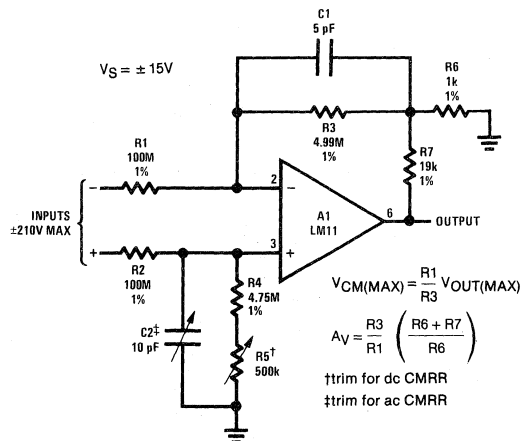 C1
5 pF
VS = ± 15V
R6
1k
1%
R3
4.99M
1%
R1
100M
1%
R7
19k
1%
2
−
−
INPUTS
±210V MAX
A1
LM11
6
OUTPUT
+
3
+
R2
100M
1%
R4
4.75M
1%
VCM(MAX) = R1/R3 VOUT(MAX)
C2‡
10 pF
R5†
500k
AV = R3/R1 (R6 + R7/R6)
†trim for dc CMRR
‡trim for ac CMRR